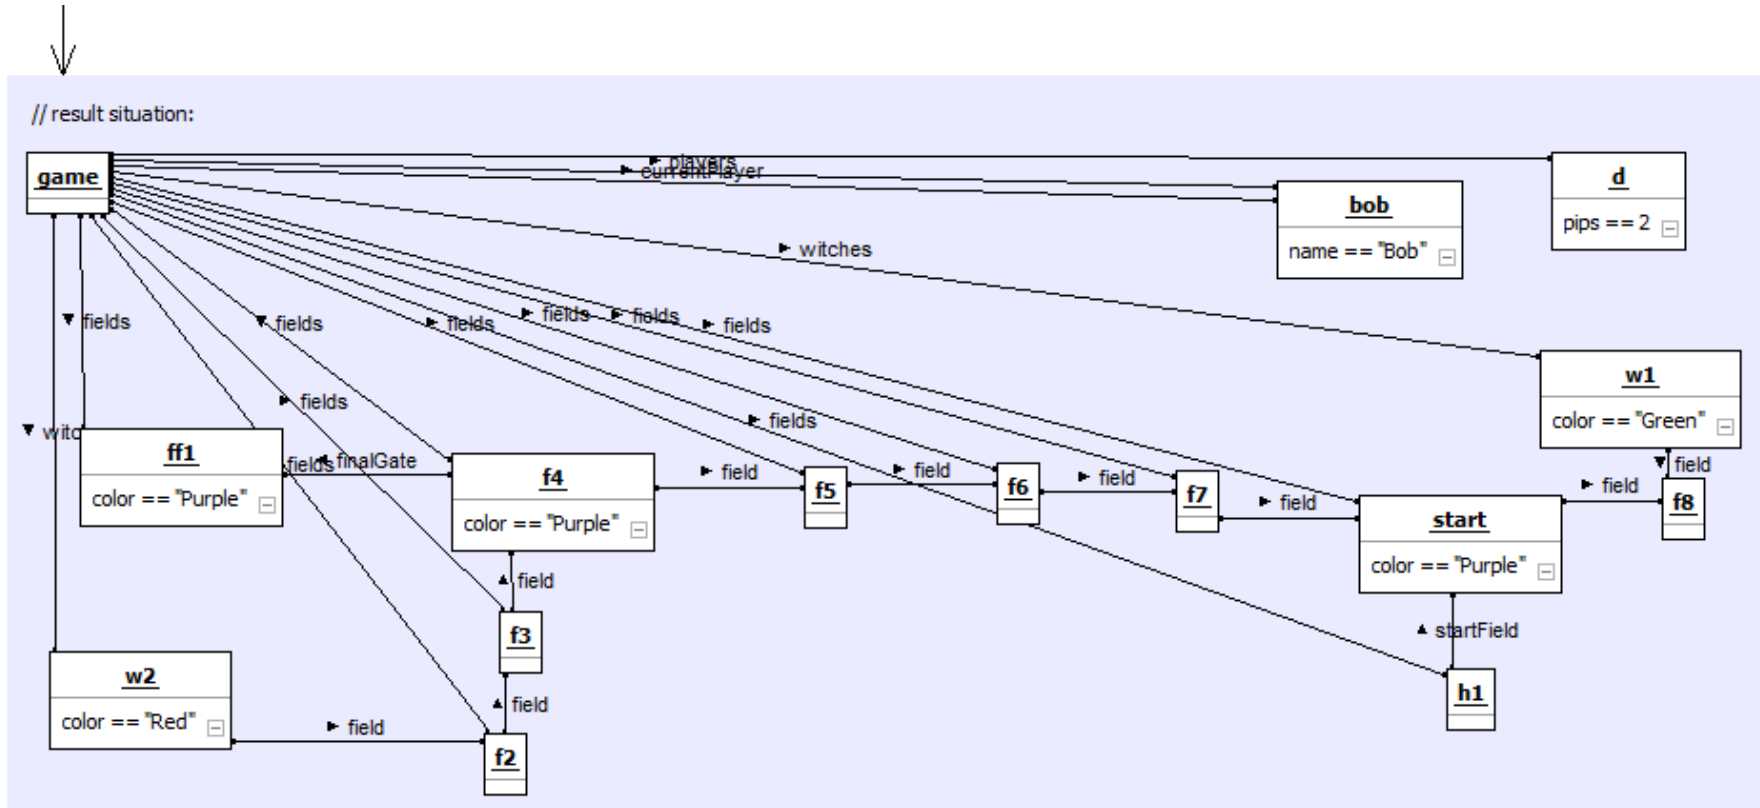 // result situation:
game
players
currentPlayer
d
pips == 2
bob
name == "Bob"
witches
fields
fields
fields
fields
fields
fields
fields
fields
fields
w1
color == "Green"
witc
ff1
color == "Purple"
finalGate
f4
color == "Purple"
field
f5
field
f6
field
f7
field
start
color == "Purple"
field
field
f8
field
f3
startField
w2
color == "Red"
field
field
f2
h1